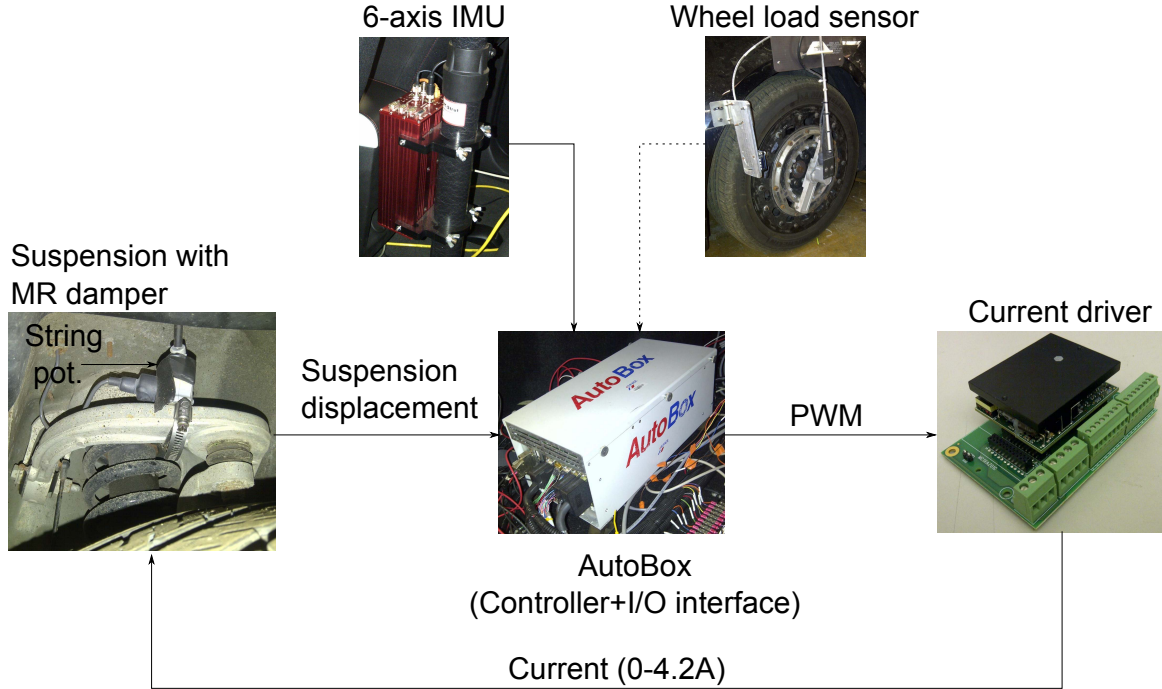 6-axis IMU
Wheel load sensor
Suspension with
MR damper
String
pot.
Suspension
displacement
AutoBox
AutoBox
PWM
Current driver
AutoBox
(Controller+I/O interface)
Current (0-4.2A)